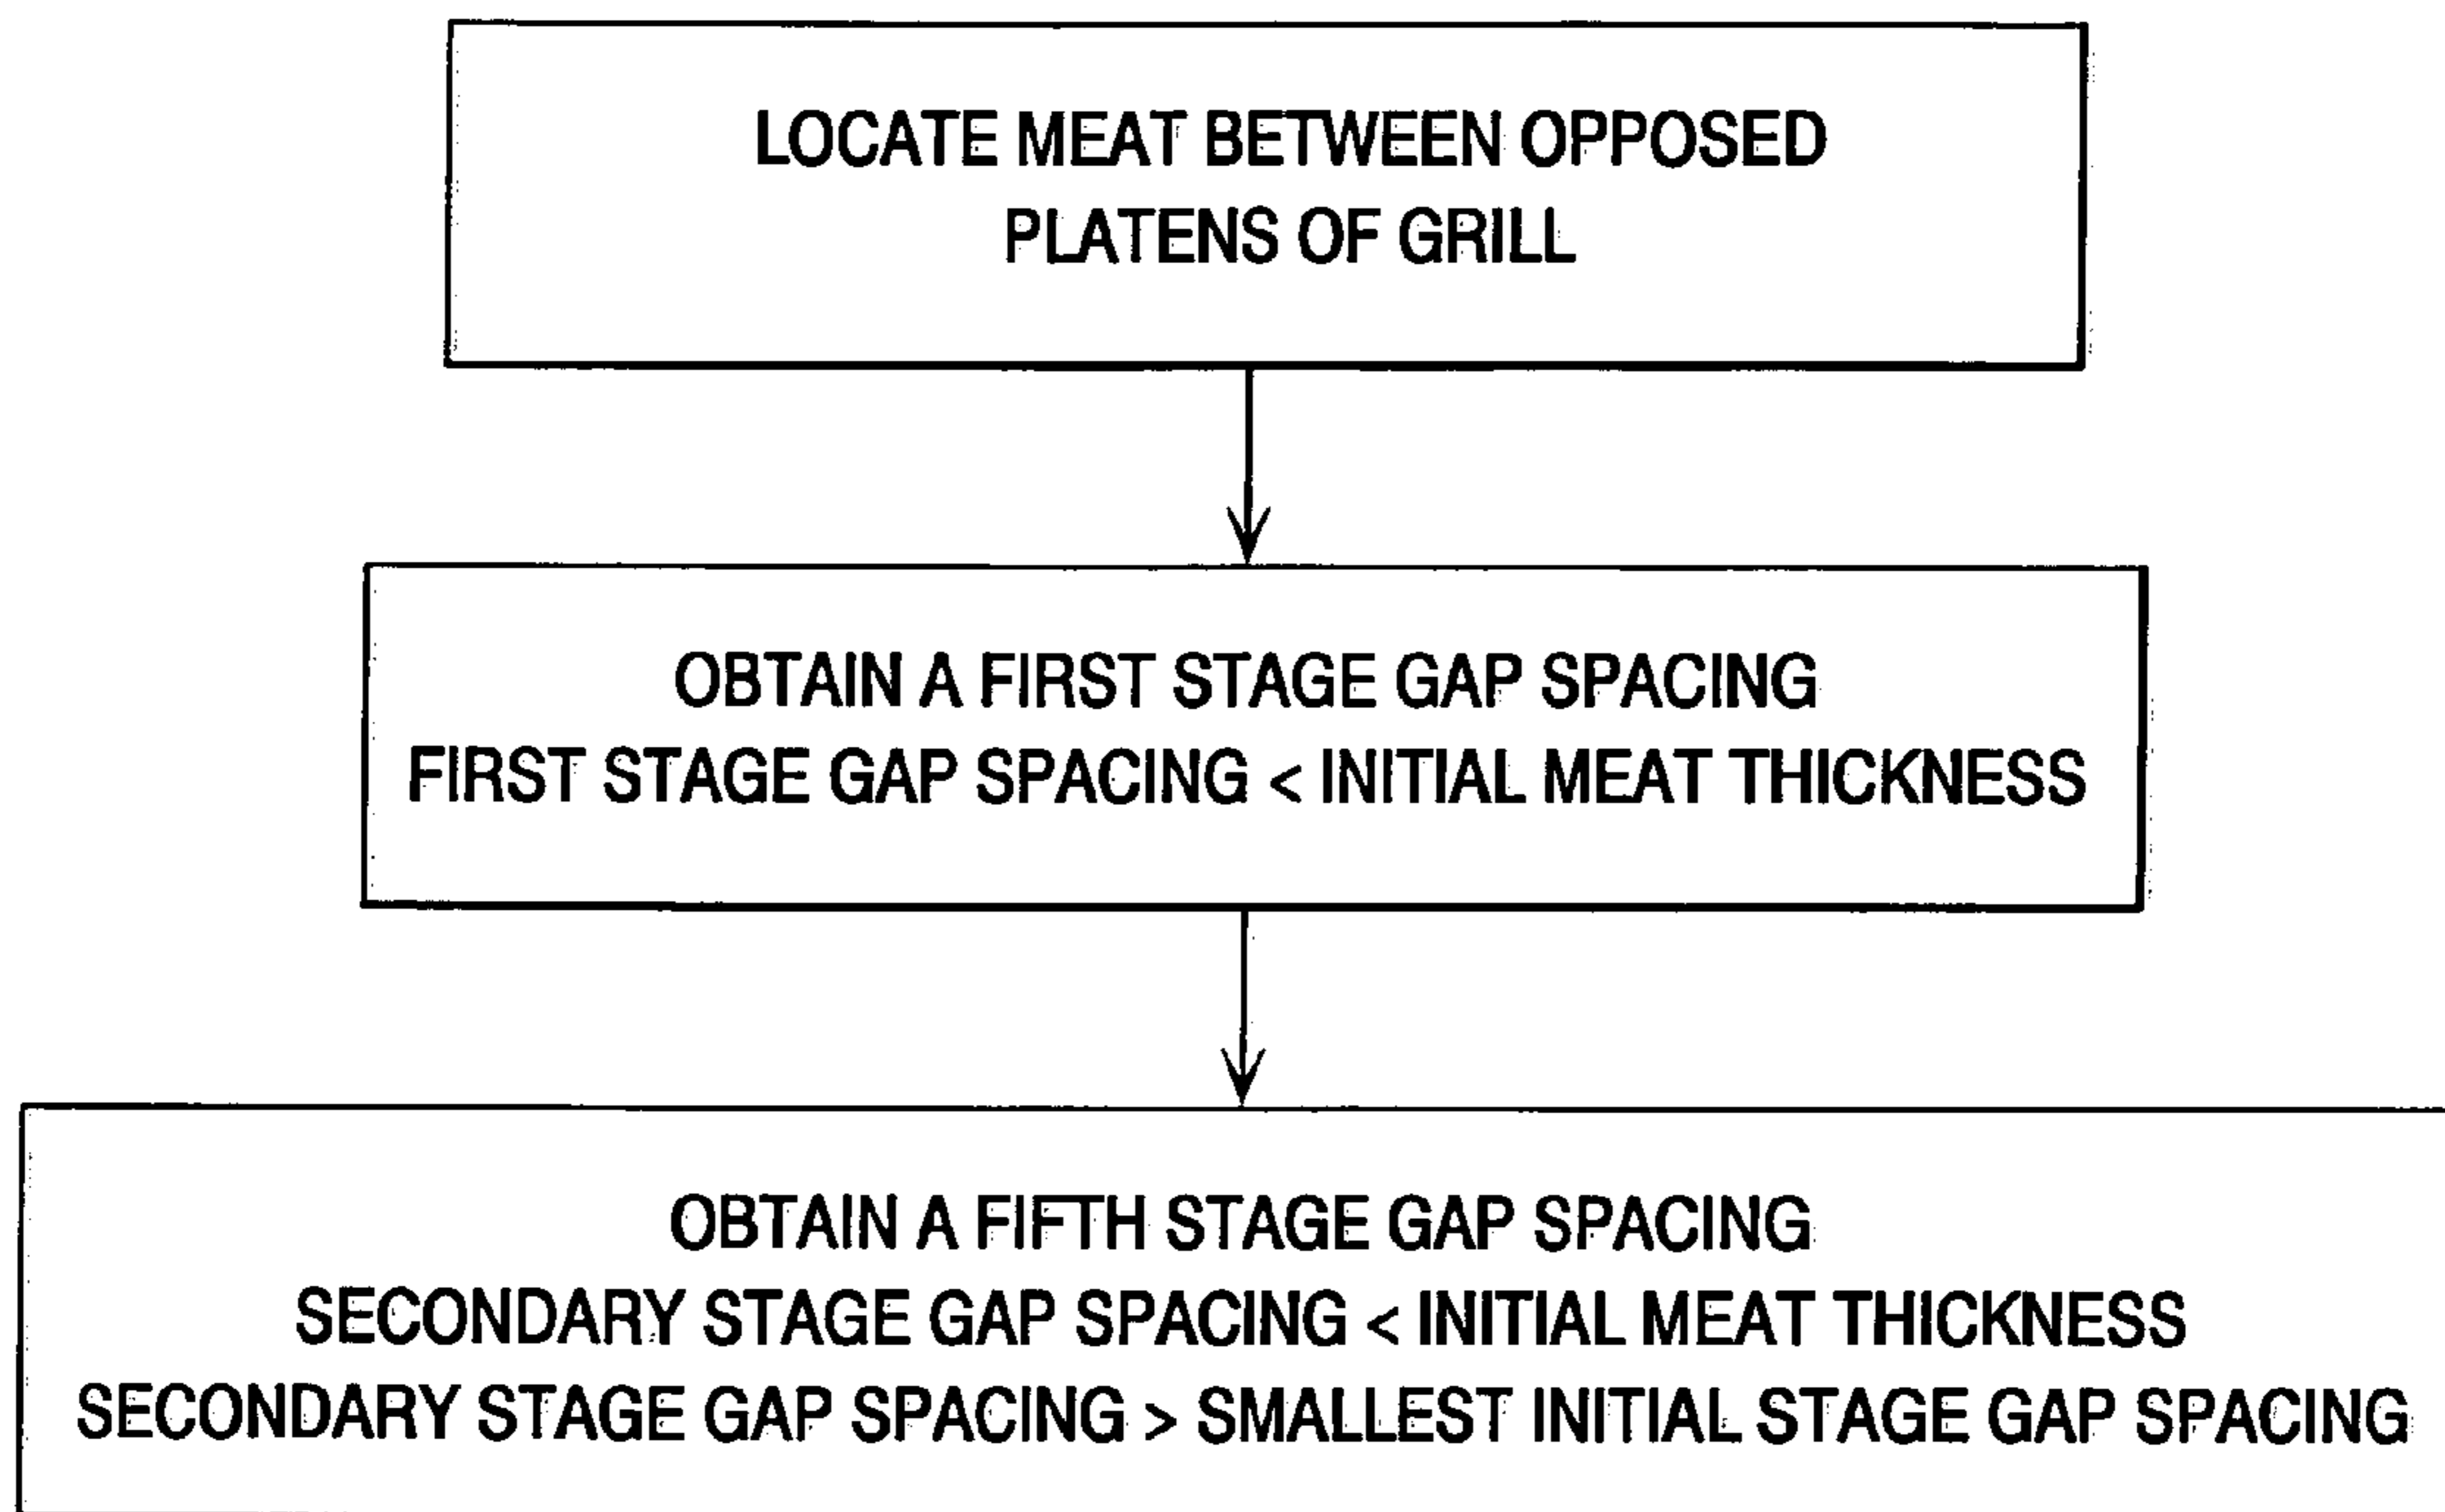 LOCATE MEAT BETWEEN OPPOSED
PLATENS OF GRILL
OBTAIN A FIRST STAGE GAP SPACING
FIRST STAGE GAP SPACING < INITIAL MEAT THICKNESS
OBTAIN A FIFTH STAGE GAP SPACING
SECONDARY STAGE GAP SPACING < INITIAL MEAT THICKNESS
SECONDARY STAGE GAP SPACING > SMALLEST INITIAL STAGE GAP SPACING